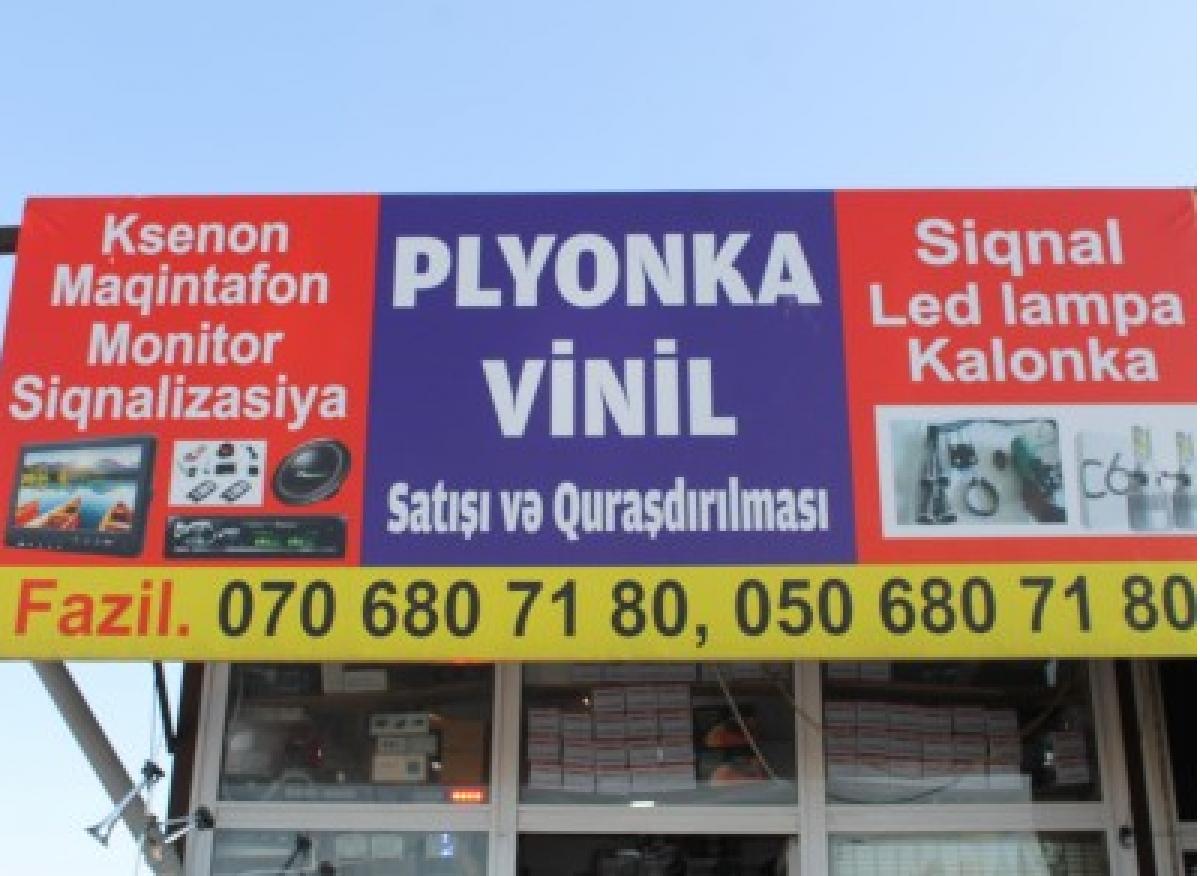 Ksenon
Maqintafon
Monitor
Siqnalizasiya
PLYONKA
VİNİL
Satışı və Quraşdırılması
Siqnal
Led lampa
Kalonka
C6
Fazil. 070 680 71 80, 050 680 71 80